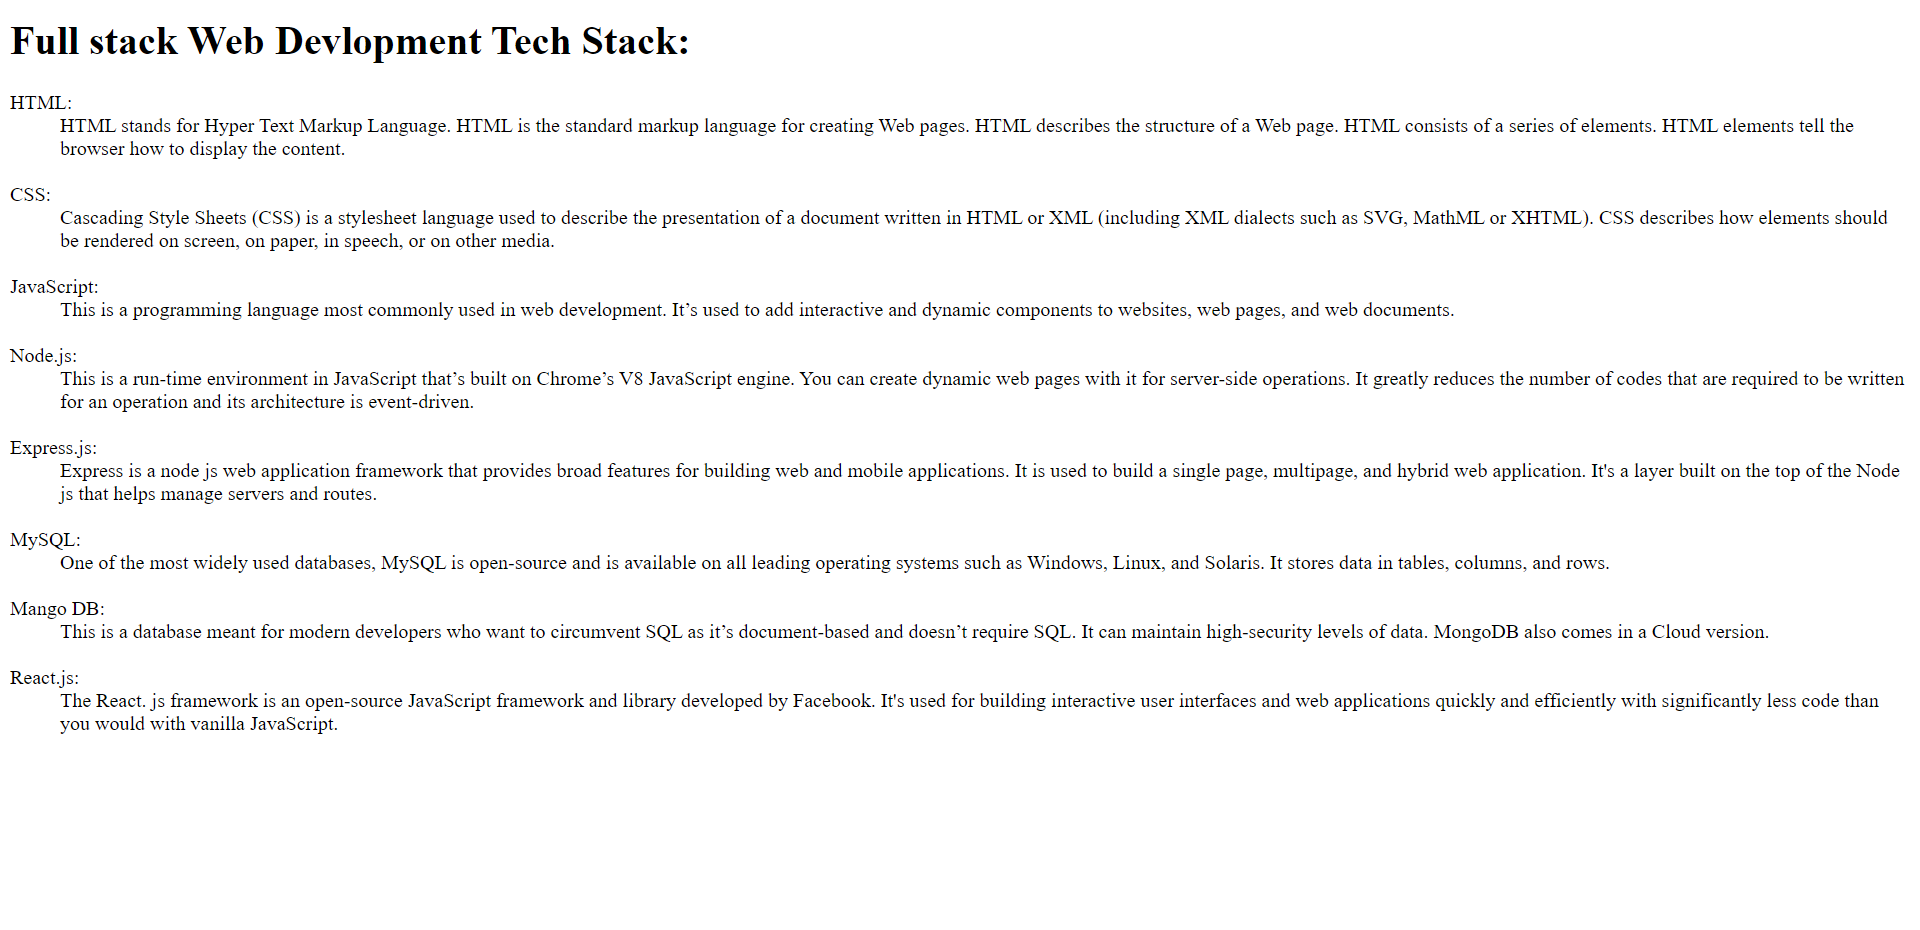 Full stack Web Devlopment Tech Stack:
HTML:
HTML stands for Hyper Text Markup Language. HTML is the standard markup language for creating Web pages. HTML describes the structure of a Web page. HTML consists of a series of elements. HTML elements tell the
browser how to display the content.
CSS:
Cascading Style Sheets (CSS) is a stylesheet language used to describe the presentation of a document written in HTML or XML (including XML dialects such as SVG, MathML or XHTML). CSS describes how elements should
be rendered on screen, on paper, in speech, or on other media.
JavaScript:
This is a programming language most commonly used in web development. It’s used to add interactive and dynamic components to websites, web pages, and web documents.
Node.js:
This is a run-time environment in JavaScript that’s built on Chrome’s V8 JavaScript engine. You can create dynamic web pages with it for server-side operations. It greatly reduces the number of codes that are required to be written
for an operation and its architecture is event-driven.
Express.js:
Express is a node js web application framework that provides broad features for building web and mobile applications. It is used to build a single page, multipage, and hybrid web application. It's a layer built on the top of the Node
js that helps manage servers and routes.
MySQL:
One of the most widely used databases, MySQL is open-source and is available on all leading operating systems such as Windows, Linux, and Solaris. It stores data in tables, columns, and rows.
Mango DB:
This is a database meant for modern developers who want to circumvent SQL as it’s document-based and doesn’t require SQL. It can maintain high-security levels of data. MongoDB also comes in a Cloud version.
React.js:
The React. js framework is an open-source JavaScript framework and library developed by Facebook. It's used for building interactive user interfaces and web applications quickly and efficiently with significantly less code than
you would with vanilla JavaScript.